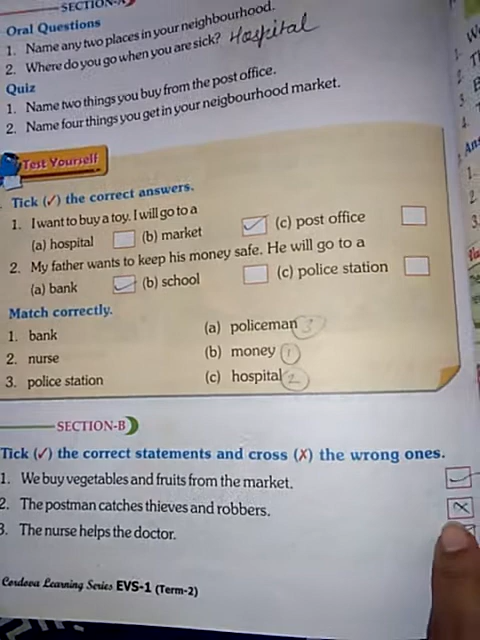 SECTION-A
Oral Questions
1. Name any two places in your neighbourhood.
2. Where do you go when you are sick? Hospital
Quiz
1. Name two things you buy from the post office.
2. Name four things you get in your neigbourhood market.
Test Yourself
Tick (✓) the correct answers.
1. I want to buy a toy. I will go to a
(a) hospital (b) market ✓ (c) post office
2. My father wants to keep his money safe. He will go to a
(a) bank ✓ (b) school (c) police station
Match correctly.
1. bank (a) policeman 3
2. nurse (b) money 1
3. police station (c) hospital 2
SECTION-B
Tick (✓) the correct statements and cross (✗) the wrong ones.
1. We buy vegetables and fruits from the market. ✓
2. The postman catches thieves and robbers. ✗
3. The nurse helps the doctor.
Cordova Learning Series EVS-1 (Term-2)